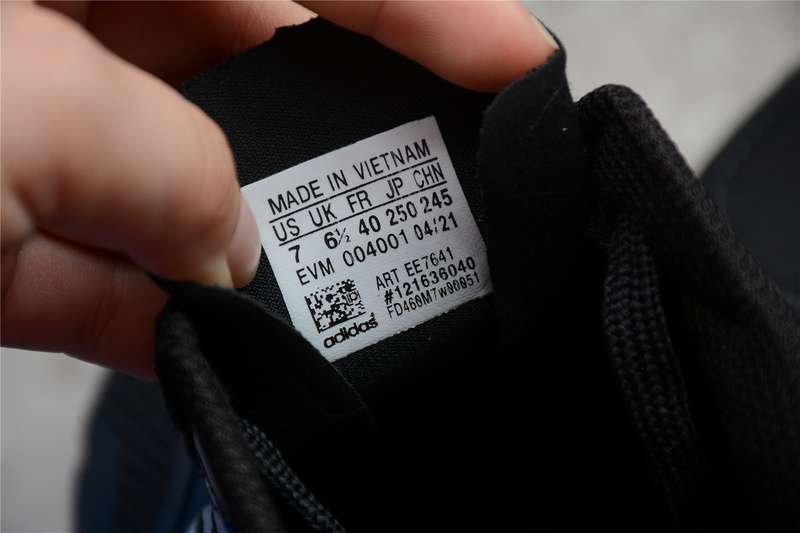 MADE IN VIETNAM
US UK FR JP CHN
7 6½ 40 250 245
EVM 004001 04/21
ART EE7641
#121636040
FD460M7w00051
adidas